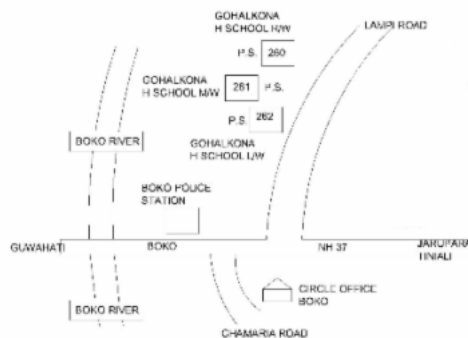 GOHALKONA
H SCHOOL R/W
LAMPI ROAD
P.S. 260
GOHALKONA
H SCHOOL M/W
261 P.S.
P.S. 262
GOHALKONA
H SCHOOL L/W
BOKO RIVER
BOKO POLICE
STATION
GUWAHATI
BOKO
NH 37
JARUPARA
TINIALI
BOKO RIVER
CIRCLE OFFICE
BOKO
CHAMARIA ROAD